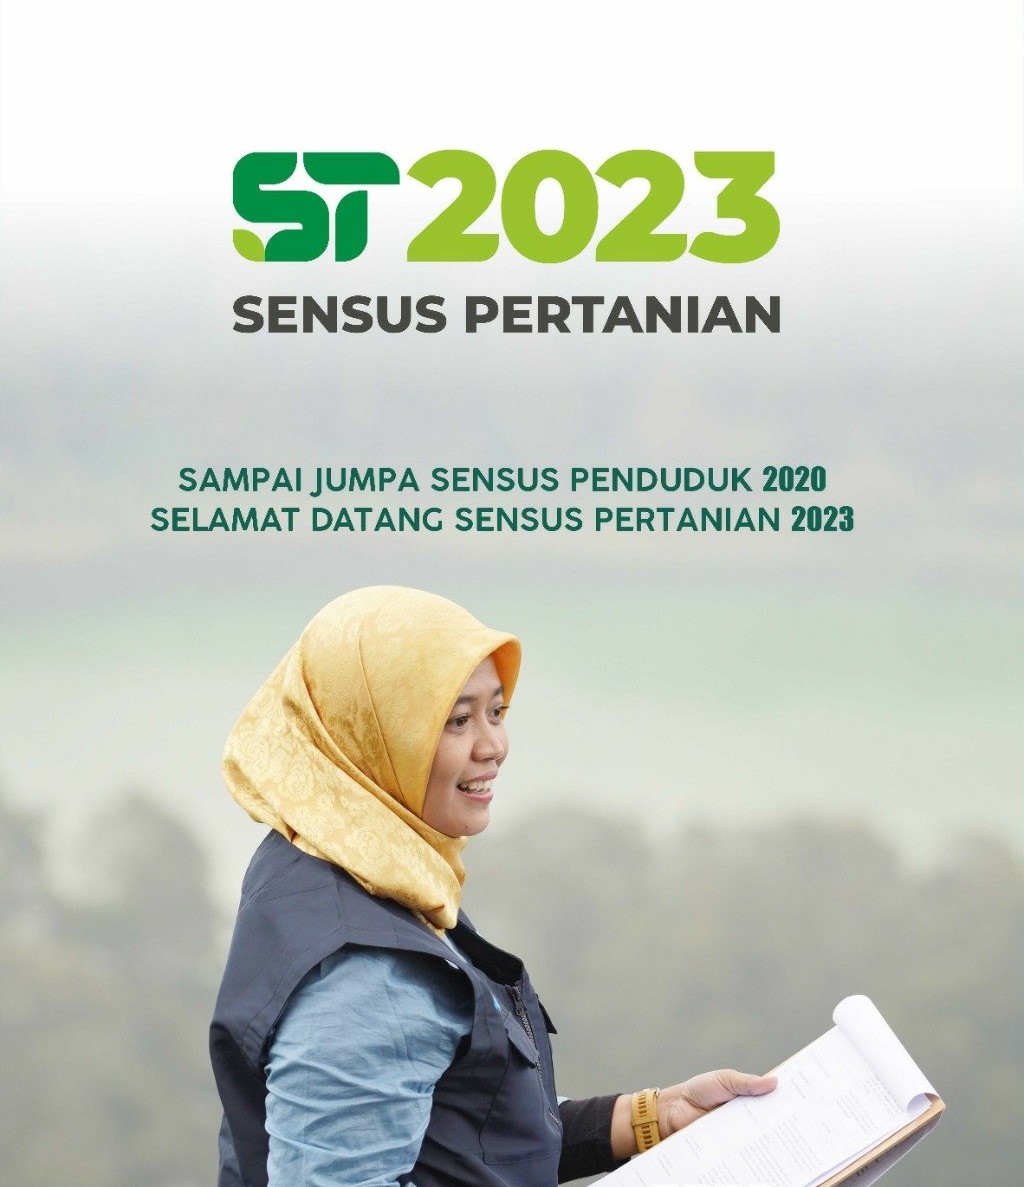 ST2023
SENSUS PERTANIAN
SAMPAI JUMPA SENSUS PENDUDUK 2020
SELAMAT DATANG SENSUS PERTANIAN 2023